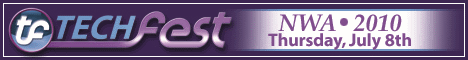 tf TECHfest
NWA • 2010
Thursday, July 8th